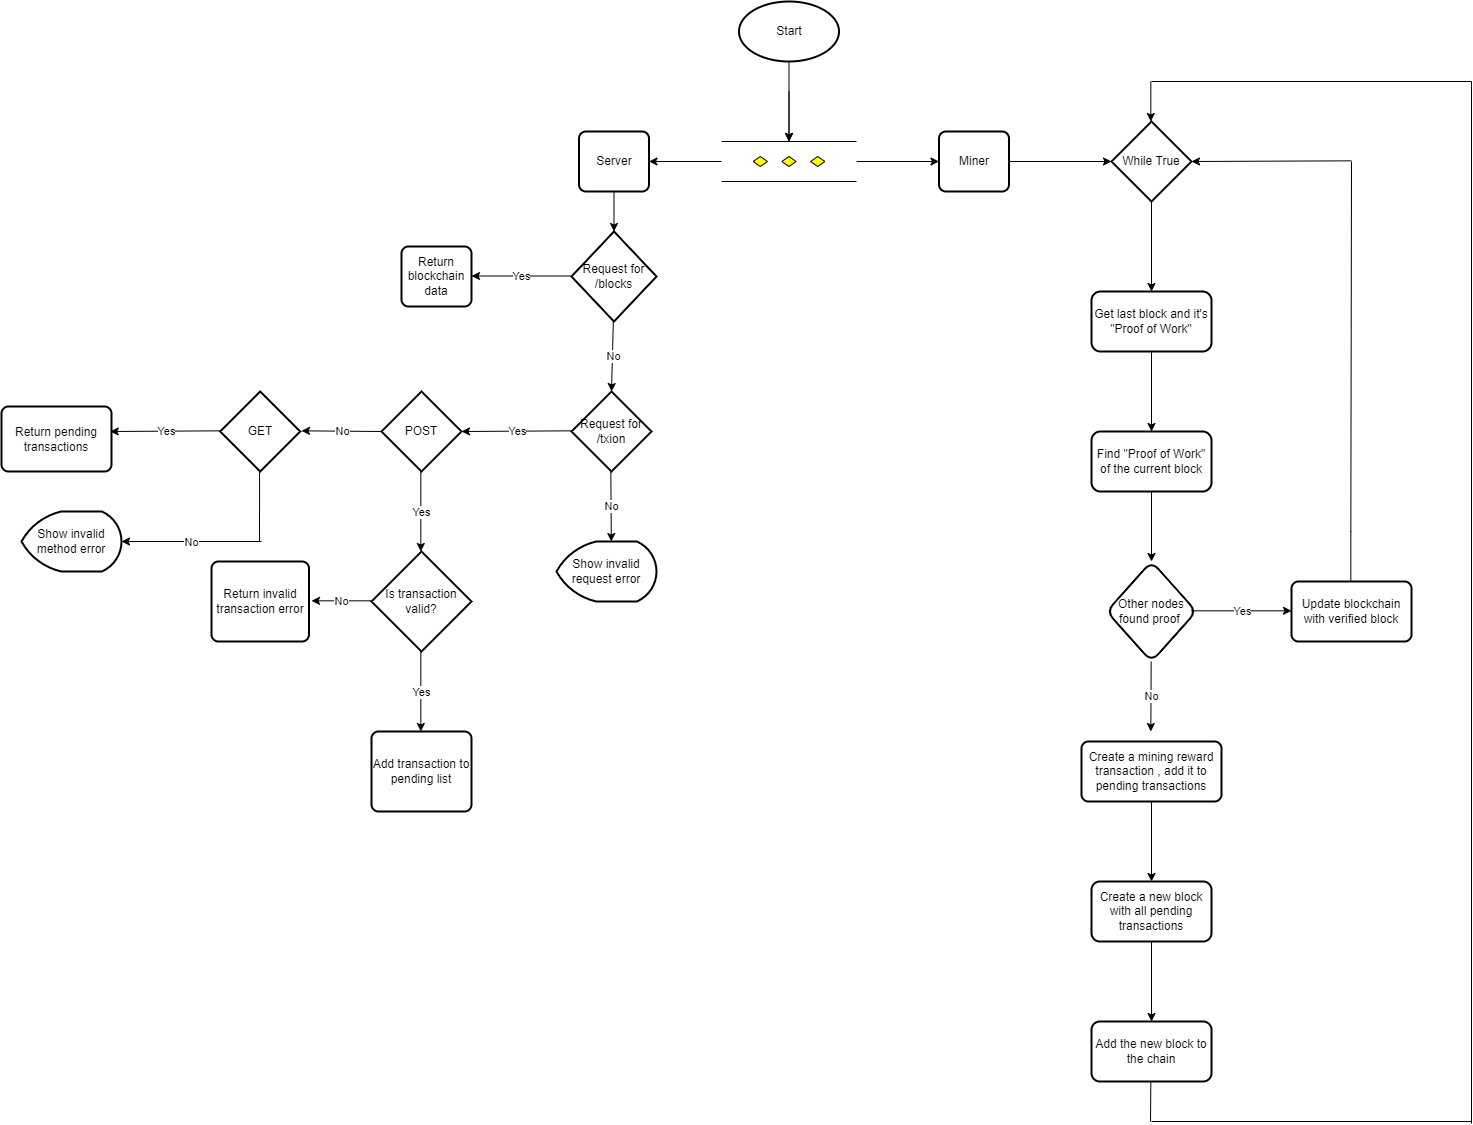 Start
Server
Miner
While True
Return
blockchain
data
Yes
Request for
/blocks
No
Get last block and it's
"Proof of Work"
Return pending
transactions
Yes
GET
No
POST
Yes
Request for
/txion
Find "Proof of Work"
of the current block
Show invalid
method error
No
Yes
No
Show invalid
request error
Return invalid
transaction error
No
Is transaction
valid?
Other nodes
found proof
Yes
Update blockchain
with verified block
Yes
No
Add transaction to
pending list
Create a mining reward
transaction , add it to
pending transactions
Create a new block
with all pending
transactions
Add the new block to
the chain